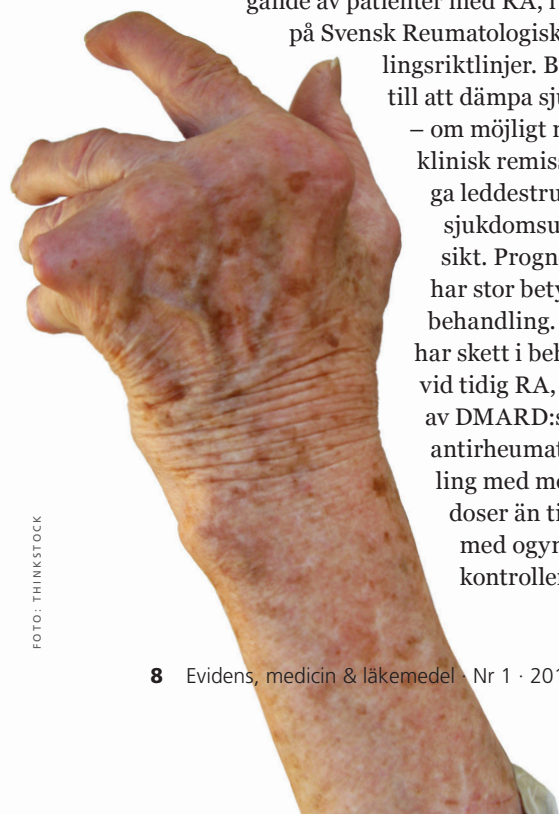 gående av patienter med RA, i
på Svensk Reumatologisk
lingsriktlinjer. B
till att dämpa sju
– om möjligt n
klinisk remiss
ga leddestru
sjukdomsu
sikt. Progn
har stor bety
behandling.
har skett i beh
vid tidig RA,
av DMARD:s
antirheumat
ling med me
doser än ti
med ogyn
kontroller
FOTO: THINKSTOCK
8 Evidens, medicin & läkemedel · Nr 1 · 201